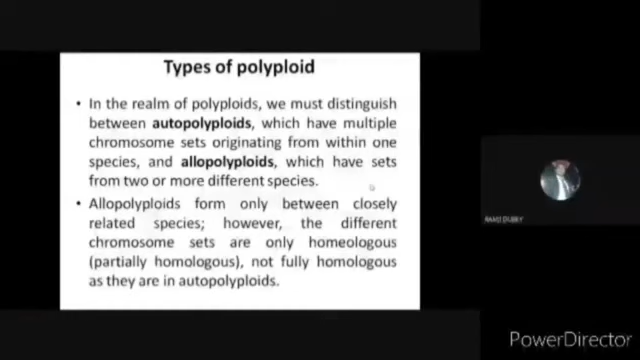 Types of polyploid
• In the realm of polyploids, we must distinguish
between autopolyploids, which have multiple
chromosome sets originating from within one
species, and allopolyploids, which have sets
from two or more different species.
• Allopolyploids form only between closely
related species; however, the different
chromosome sets are only homeologous
(partially homologous), not fully homologous
as they are in autopolyploids.
PowerDirector